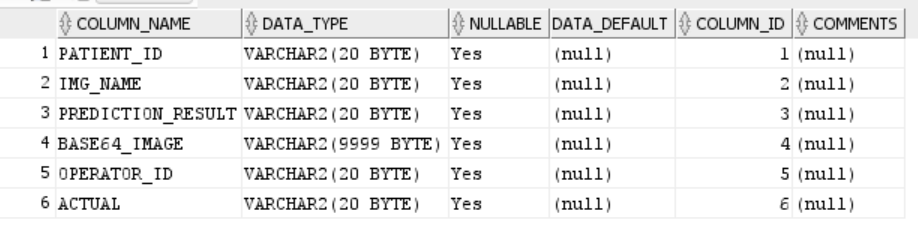 COLUMN_NAME DATA_TYPE NULLABLE DATA_DEFAULT COLUMN_ID COMMENTS
1 PATIENT_ID VARCHAR2(20 BYTE) Yes (null) 1 (null)
2 IMG_NAME VARCHAR2(20 BYTE) Yes (null) 2 (null)
3 PREDICTION_RESULT VARCHAR2(20 BYTE) Yes (null) 3 (null)
4 BASE64_IMAGE VARCHAR2(9999 BYTE) Yes (null) 4 (null)
5 OPERATOR_ID VARCHAR2(20 BYTE) Yes (null) 5 (null)
6 ACTUAL VARCHAR2(20 BYTE) Yes (null) 6 (null)